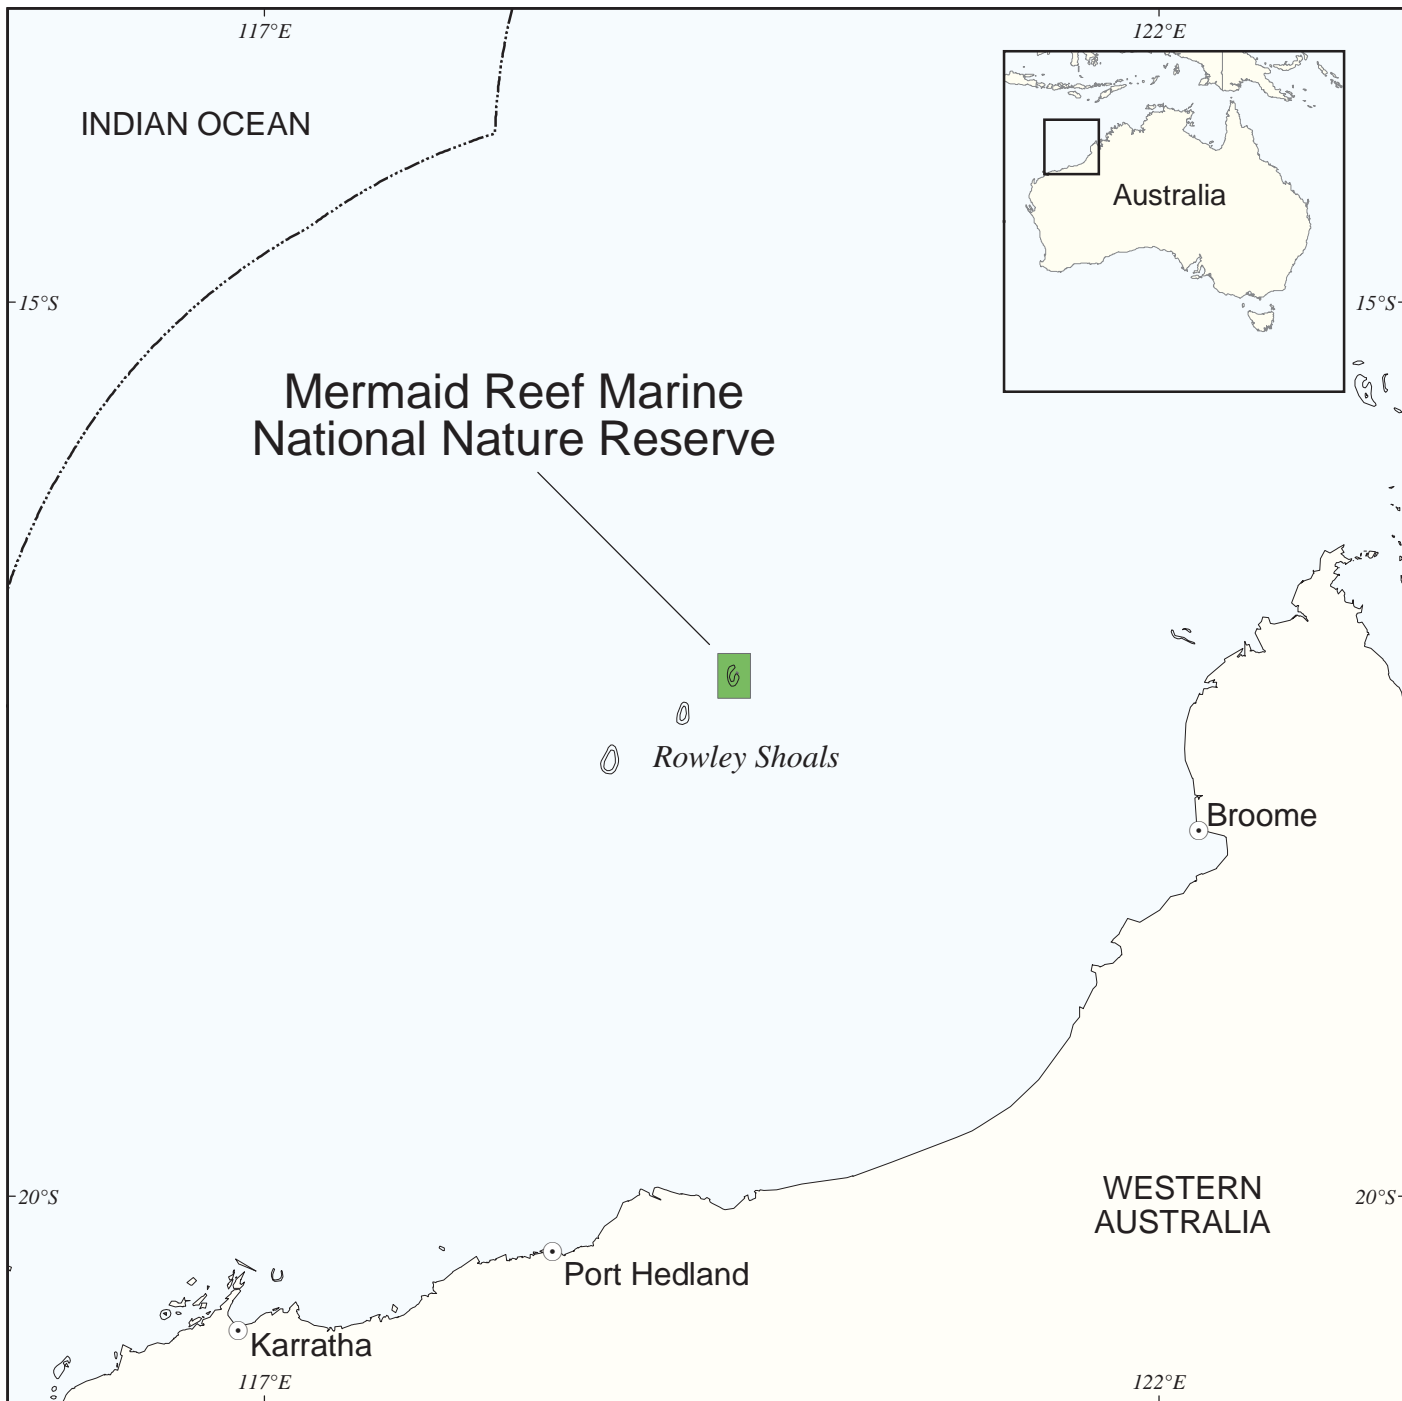 117°E
122°E
INDIAN OCEAN
Australia
15°S
15°S
Mermaid Reef Marine
National Nature Reserve
Rowley Shoals
Broome
WESTERN
AUSTRALIA
20°S
20°S
Port Hedland
Karratha
117°E
122°E